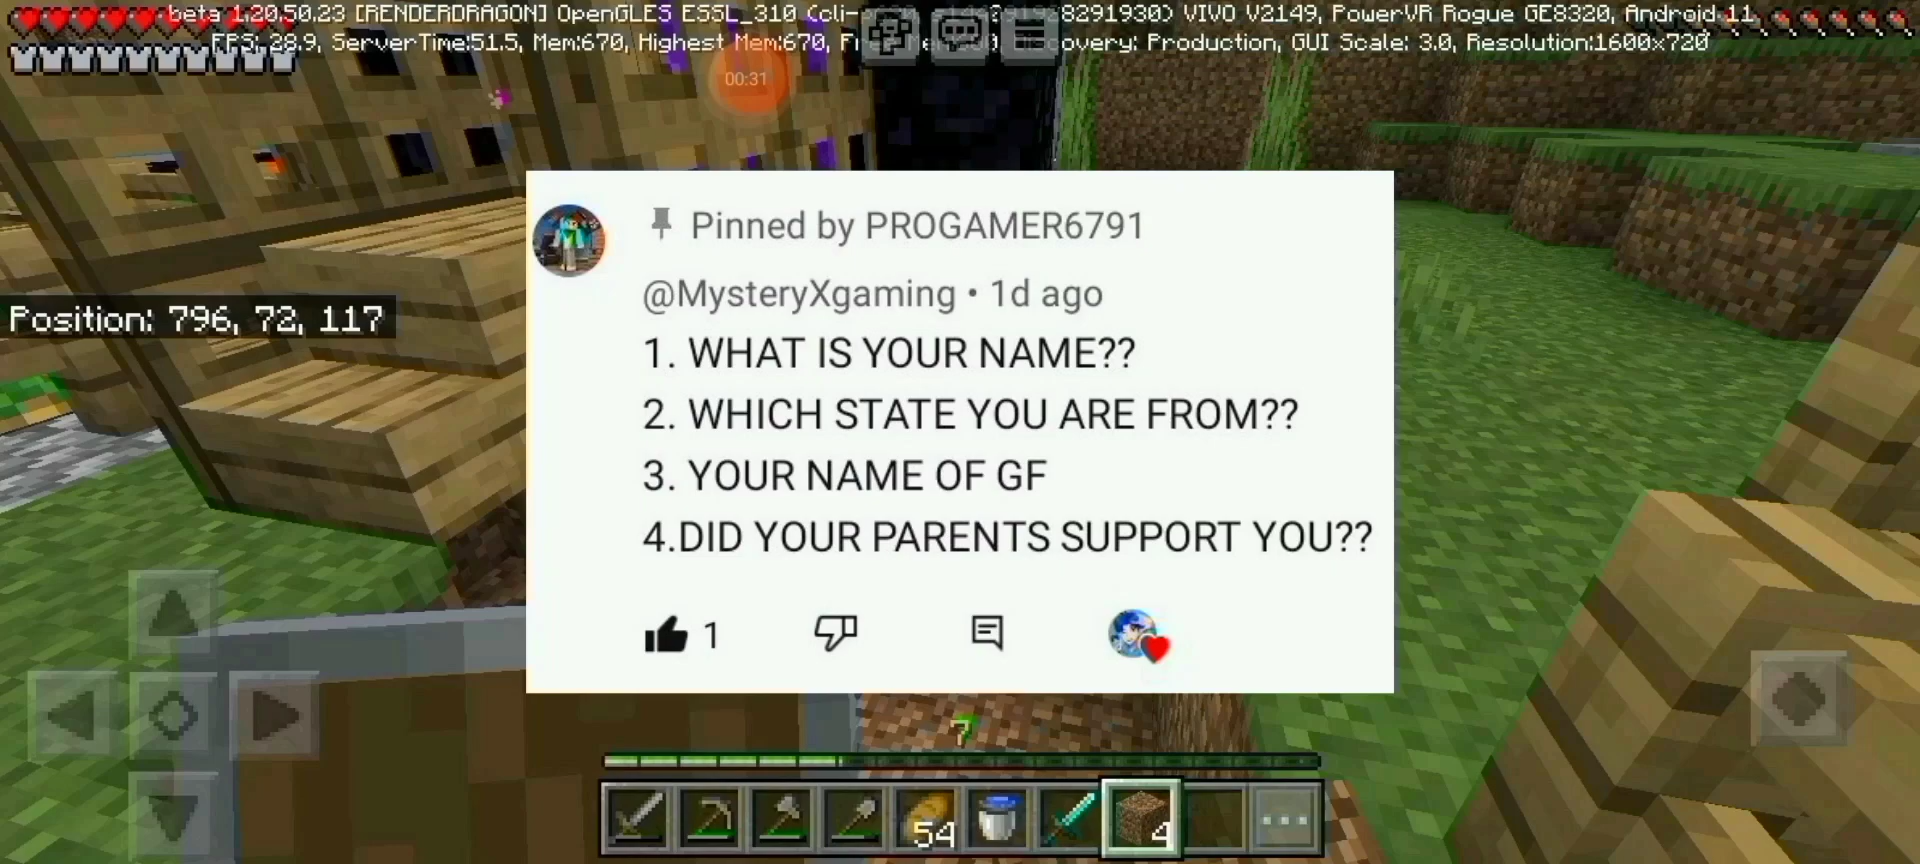 beta 1.20.50.23 [RENDERDRAGON] OpenGLES ESSL_310 VIVO V2149, PowerVR Rogue GE8320, Android 11
FPS: 28.9, ServerTime:51.5, Mem:670, Highest Mem:670, Discovery: Production, GUI Scale: 3.0, Resolution:1600x720
00:31
Pinned by PROGAMER6791
@MysteryXgaming • 1d ago
Position: 796, 72, 117
1. WHAT IS YOUR NAME??
2. WHICH STATE YOU ARE FROM??
3. YOUR NAME OF GF
4.DID YOUR PARENTS SUPPORT YOU??
1
7
54
4